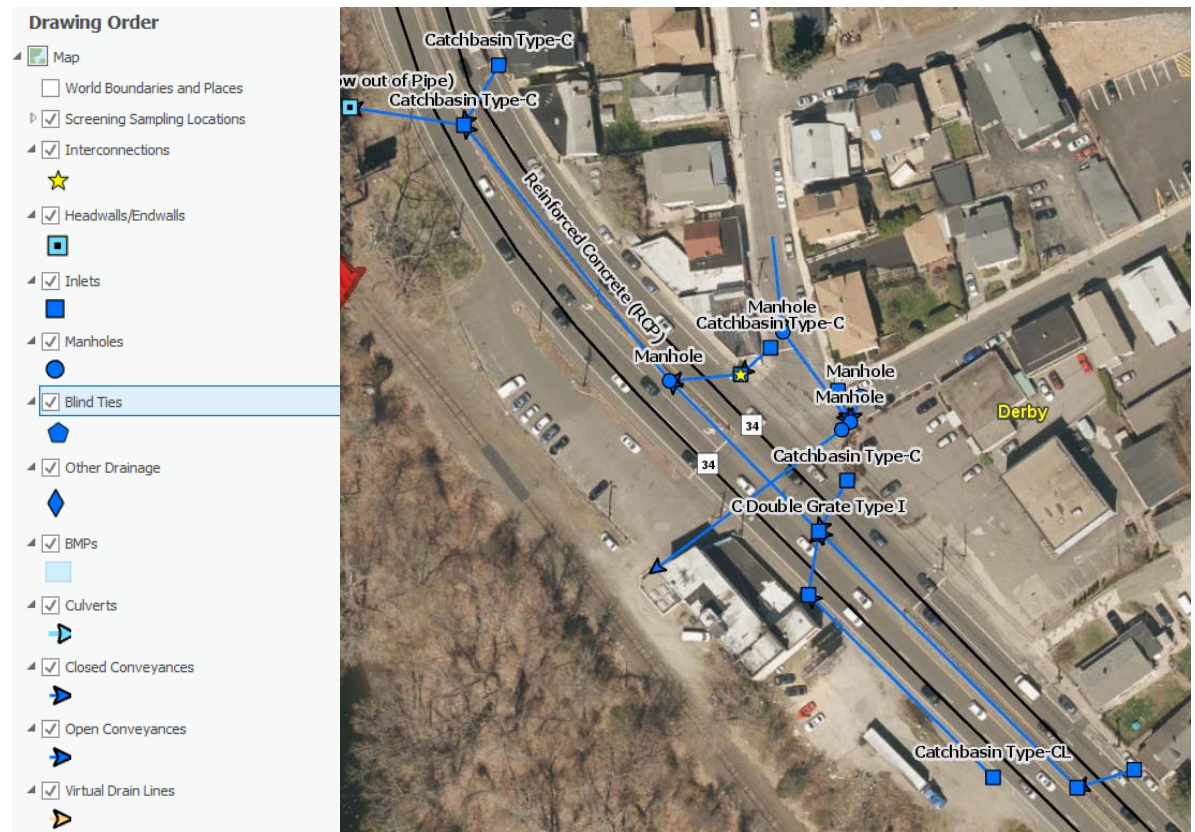 Drawing Order
Map
World Boundaries and Places
Screening Sampling Locations
Interconnections
Headwalls/Endwalls
Inlets
Manholes
Blind Ties
Other Drainage
BMPs
Culverts
Closed Conveyances
Open Conveyances
Virtual Drain Lines
Catchbasin Type-C
ow out of Pipe)
Catchbasin Type-C
Reinforced Concrete (RCP)
Manhole
Catchbasin Type-C
Manhole
Manhole
Manhole
Derby
34
34
Catchbasin Type-C
C Double Grate Type I
Catchbasin Type-CL